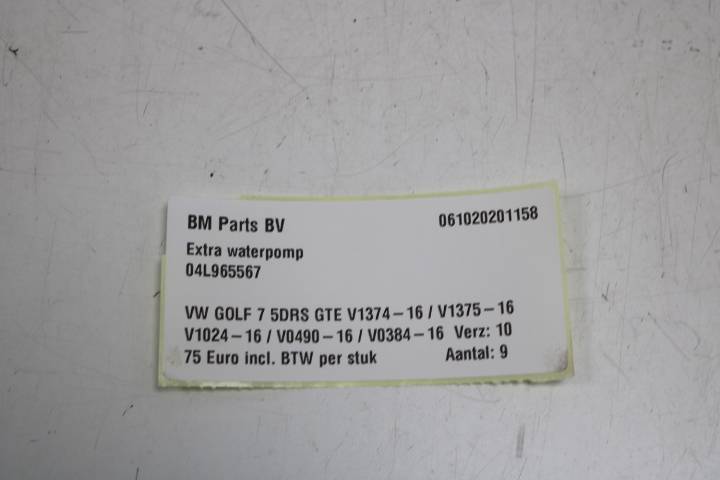 BM Parts BV 061020201158
Extra waterpomp
04L965567
VW GOLF 7 5DRS GTE V1374-16 / V1375-16
V1024-16 / V0490-16 / V0384-16 Verz: 10
75 Euro incl. BTW per stuk Aantal: 9